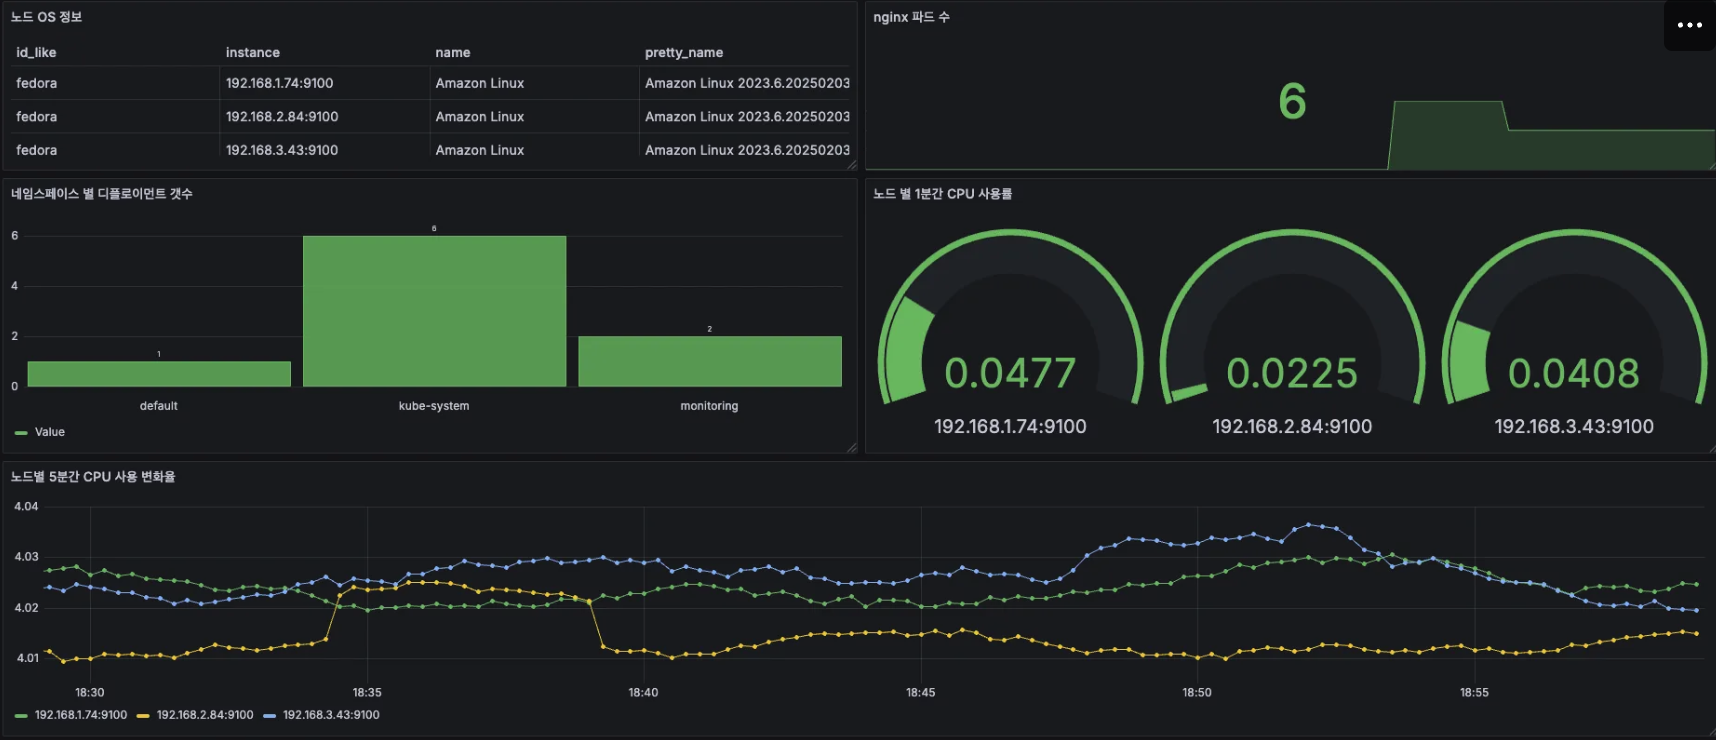 노드 OS 정보
id_like instance name pretty_name
fedora 192.168.1.74:9100 Amazon Linux Amazon Linux 2023.6.20250203
fedora 192.168.2.84:9100 Amazon Linux Amazon Linux 2023.6.20250203
fedora 192.168.3.43:9100 Amazon Linux Amazon Linux 2023.6.20250203
nginx 파드 수
6
네임스페이스 별 디플로이먼트 갯수
6
4
2
0
1
6
2
default kube-system monitoring
Value
노드 별 1분간 CPU 사용률
0.0477 0.0225 0.0408
192.168.1.74:9100 192.168.2.84:9100 192.168.3.43:9100
노드별 5분간 CPU 사용 변화율
4.04
4.03
4.02
4.01
18:30 18:35 18:40 18:45 18:50 18:55
192.168.1.74:9100 192.168.2.84:9100 192.168.3.43:9100